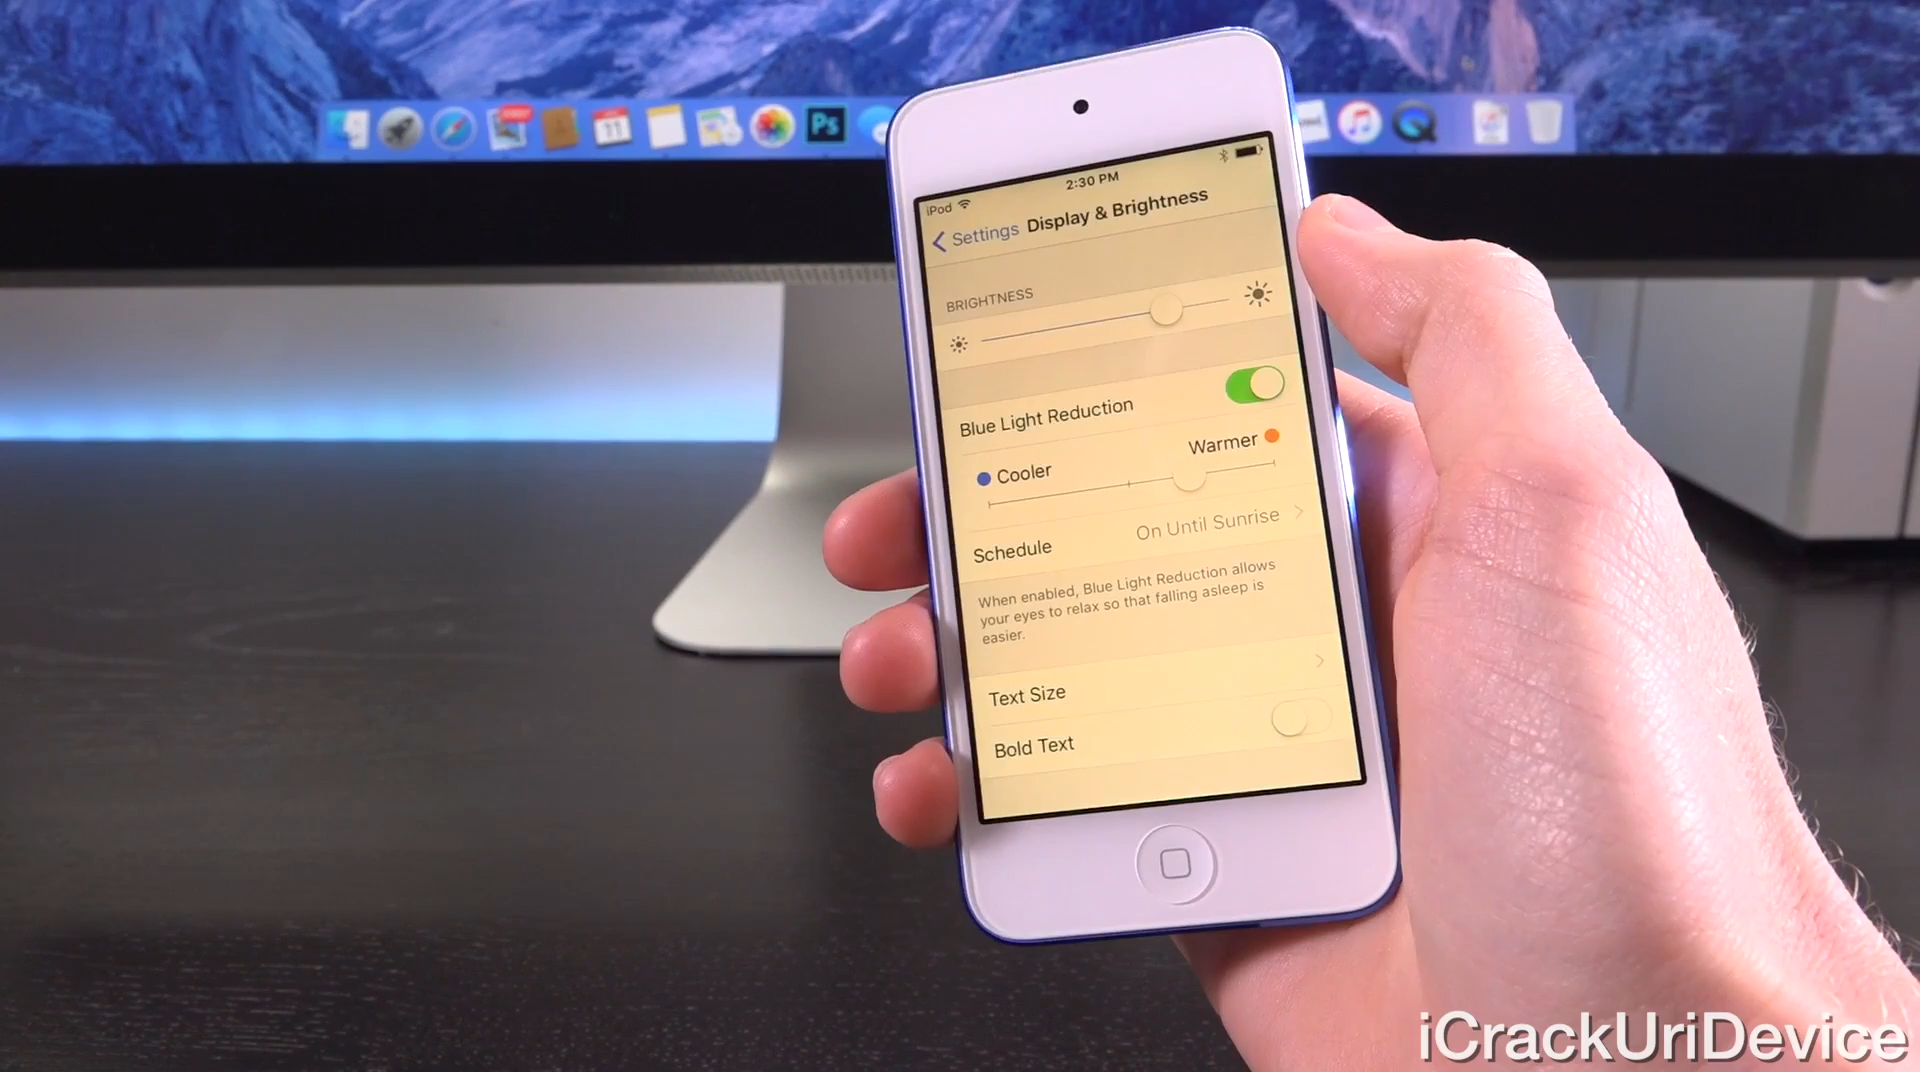 Ps
11
iPod
2:30 PM
Settings
Display & Brightness
BRIGHTNESS
Blue Light Reduction
Cooler
Warmer
Schedule
On Until Sunrise
When enabled, Blue Light Reduction allows
your eyes to relax so that falling asleep is
easier.
Text Size
Bold Text
iCrackUriDevice